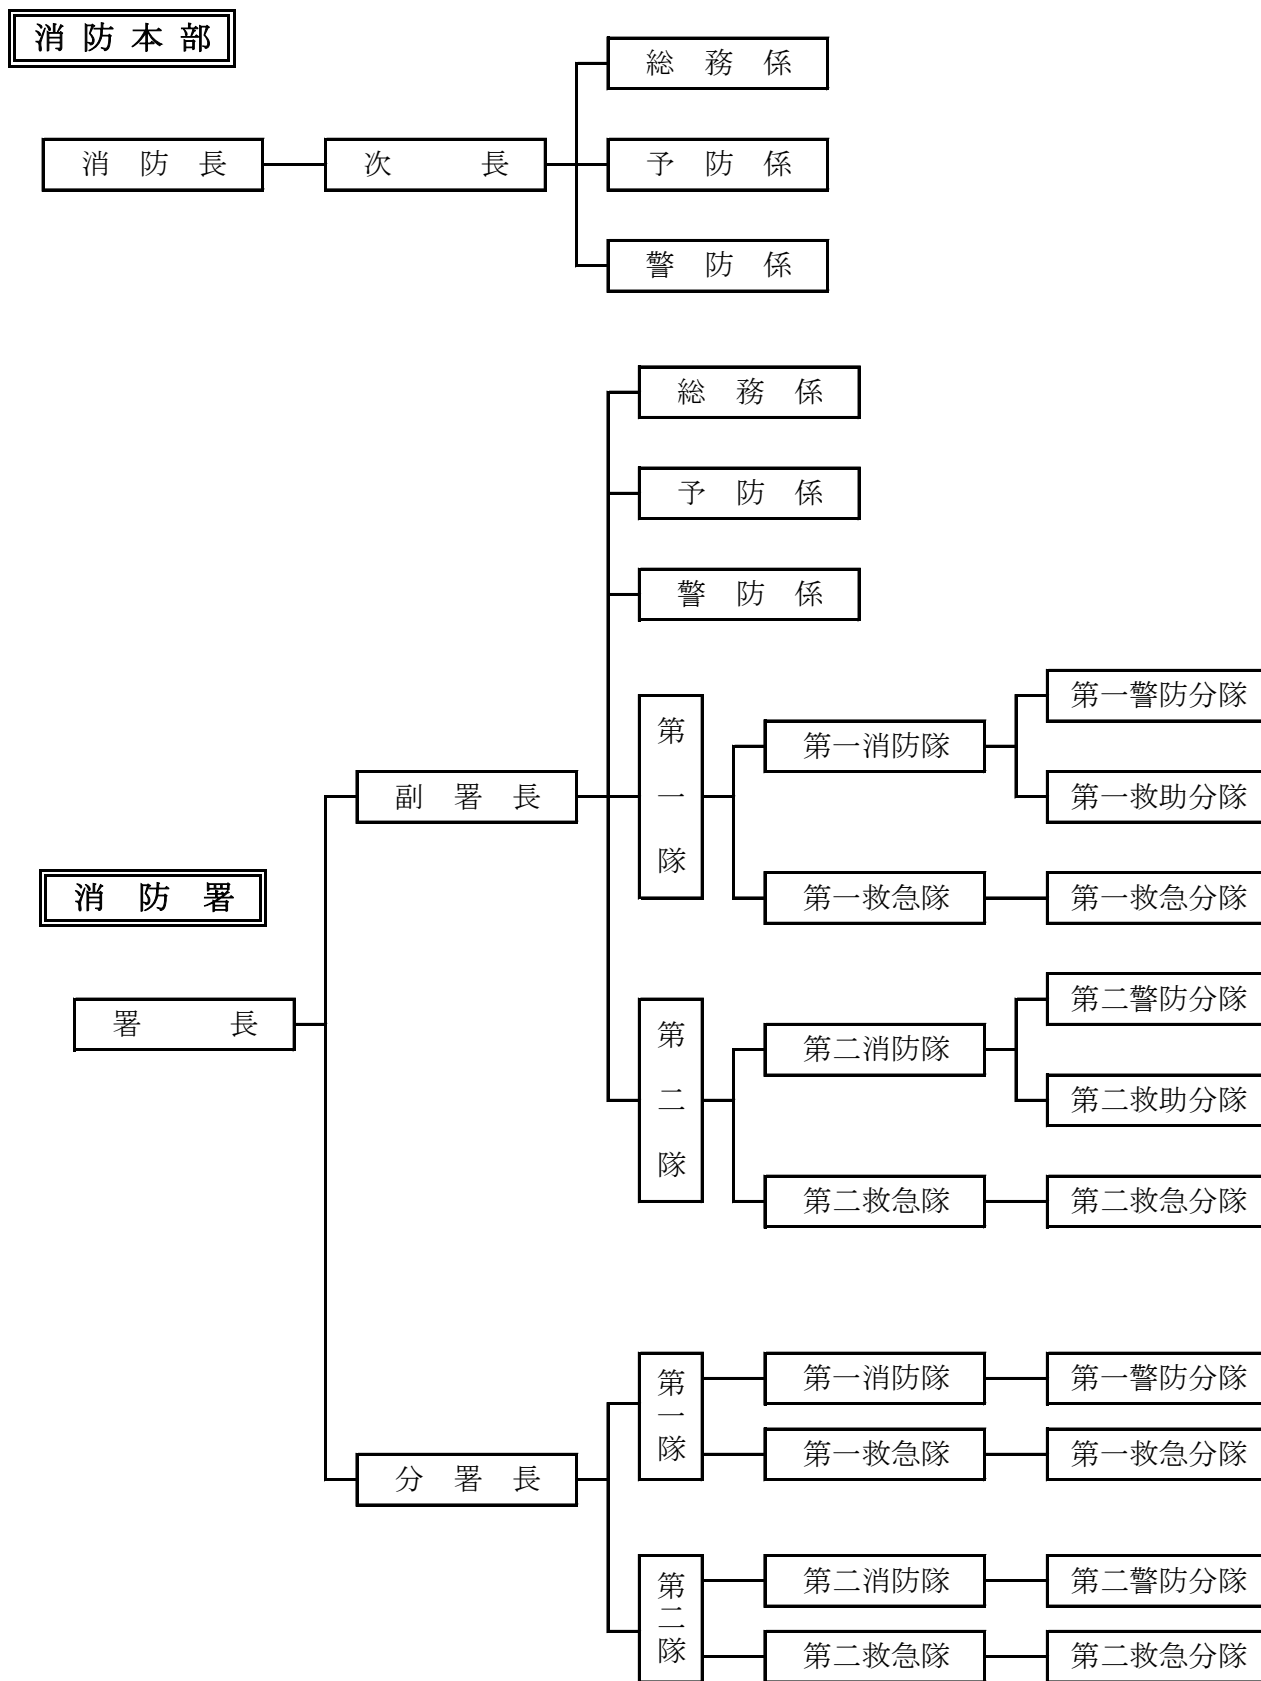 消防本部
総務係
消防長
次長
予防係
警防係
総務係
予防係
警防係
第一隊
第一消防隊
第一警防分隊
副署長
第一救助分隊
消防署
第一救急隊
第一救急分隊
署長
第二隊
第二消防隊
第二警防分隊
第二救助分隊
第二救急隊
第二救急分隊
第一隊
第一消防隊
第一警防分隊
第一救急隊
第一救急分隊
分署長
第二隊
第二消防隊
第二警防分隊
第二救急隊
第二救急分隊